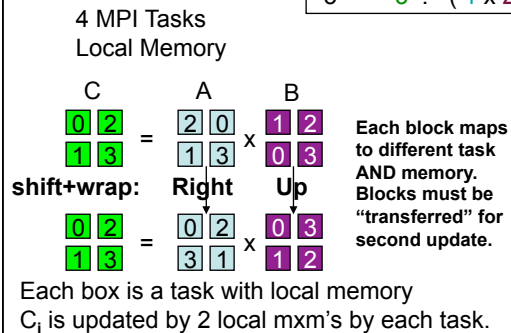 4 MPI Tasks
Local Memory
C A B
0 2 2 0 1 2
= x
1 3 1 3 0 3
Each block maps
to different task
AND memory.
Blocks must be
“transferred” for
second update.
shift+wrap: Right Up
0 2 0 2 0 3
= x
1 3 3 1 1 2
Each box is a task with local memory
Ci is updated by 2 local mxm's by each task.